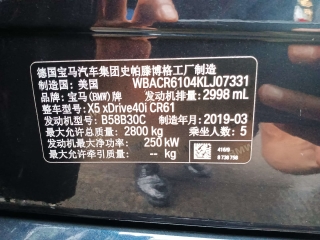 德国宝马汽车集团史帕滕博格工厂制造
制造国：美国 WBACR6104KLJ07331
品牌：宝马(BMW)牌 发动机排量：2998 mL
整车型号：X5 xDrive40i CR61
发动机型号：B58B30C 制造年月：2019-03
最大允许总质量：2800 kg 乘坐人数：5
发动机最大净功率：250 kW
最大允许牵引质量：-- kg